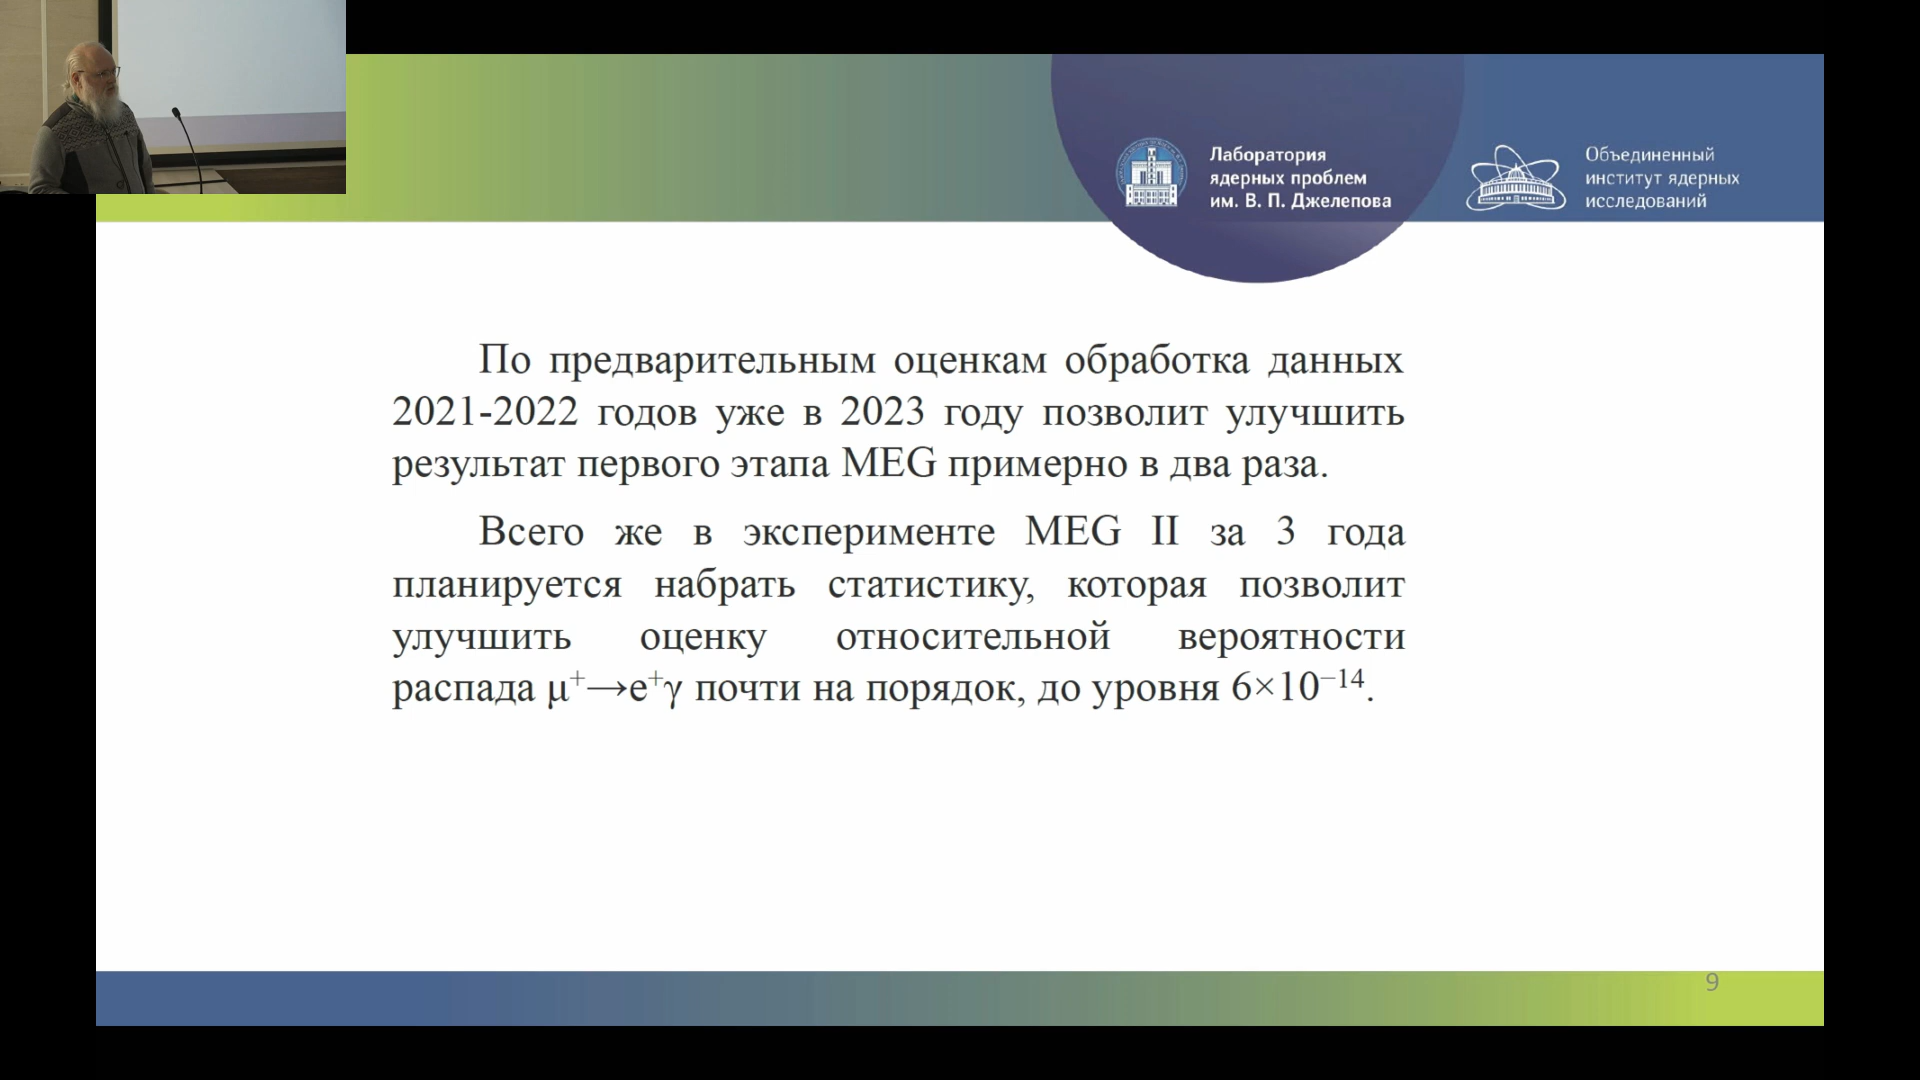 Лаборатория
ядерных проблем
им. В. П. Джелепова
Объединенный
институт ядерных
исследований
По предварительным оценкам обработка данных
2021-2022 годов уже в 2023 году позволит улучшить
результат первого этапа MEG примерно в два раза.
Всего же в эксперименте MEG II за 3 года
планируется набрать статистику, которая позволит
улучшить оценку относительной вероятности
распада μ⁺→e⁺γ почти на порядок, до уровня 6×10⁻¹⁴.
9